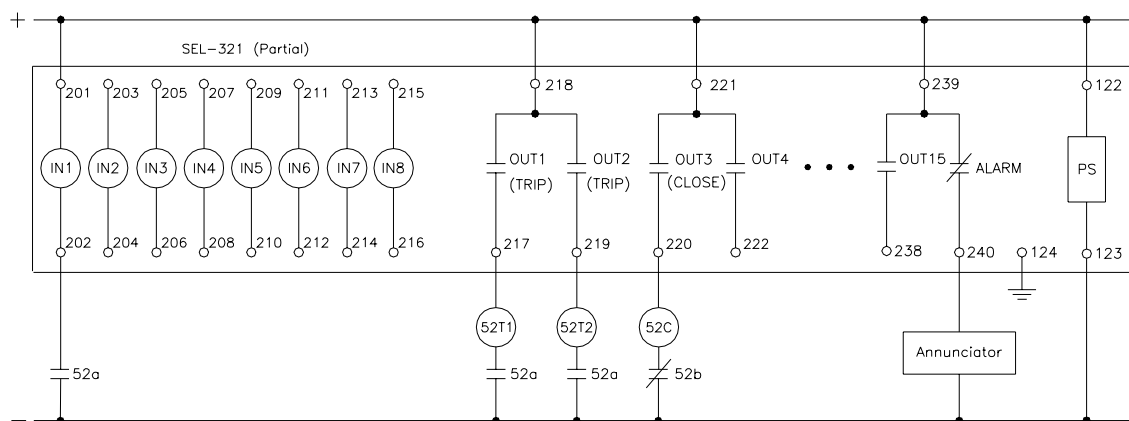 +
SEL-321 (Partial)
201 203 205 207 209 211 213 215 218 221 239 122
IN1 IN2 IN3 IN4 IN5 IN6 IN7 IN8
OUT1 (TRIP)
OUT2 (TRIP)
OUT3 (CLOSE)
OUT4
• • •
OUT15
ALARM
PS
202 204 206 208 210 212 214 216 217 219 220 222 238 240 124 123
52T1 52T2 52C
Annunciator
52a 52a 52a 52b
−